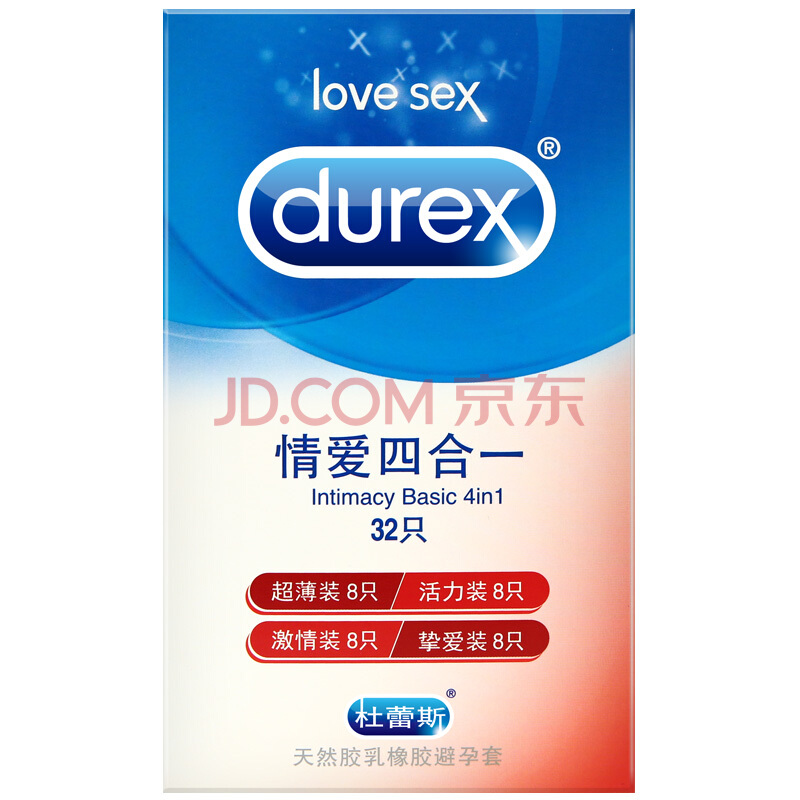 love sex
durex®
JD.COM 京东
情爱四合一
Intimacy Basic 4in1
32只
超薄装 8只 / 活力装 8只
激情装 8只 / 挚爱装 8只
杜蕾斯®
天然胶乳橡胶避孕套